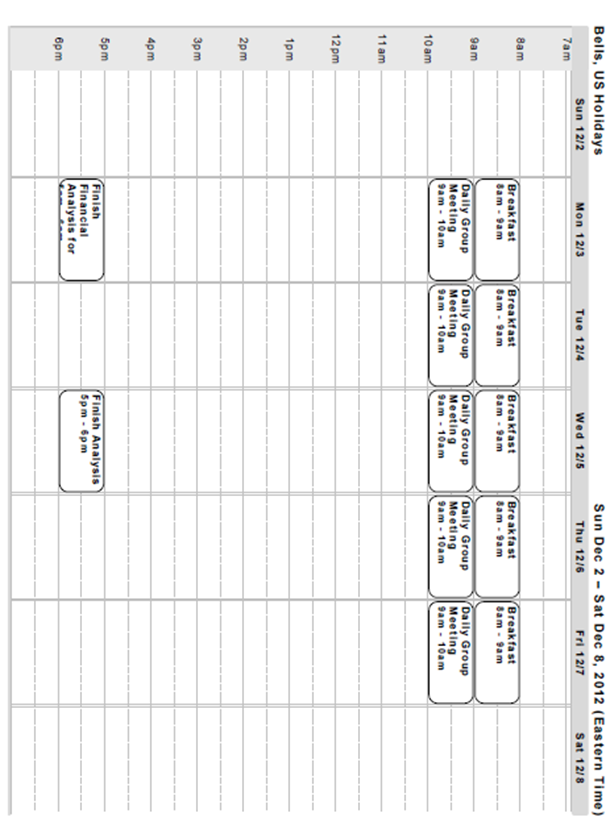 Bells, US Holidays
Sun Dec 2 – Sat Dec 8, 2012 (Eastern Time)
Sun 12/2
Mon 12/3
Tue 12/4
Wed 12/5
Thu 12/6
Fri 12/7
Sat 12/8
7am
8am
9am
10am
11am
12pm
1pm
2pm
3pm
4pm
5pm
6pm
Breakfast
8am - 9am
Daily Group
Meeting
9am - 10am
Finish
Financial
Analysis for
Breakfast
8am - 9am
Daily Group
Meeting
9am - 10am
Breakfast
8am - 9am
Daily Group
Meeting
9am - 10am
Finish Analysis
5pm - 6pm
Breakfast
8am - 9am
Daily Group
Meeting
9am - 10am
Breakfast
8am - 9am
Daily Group
Meeting
9am - 10am